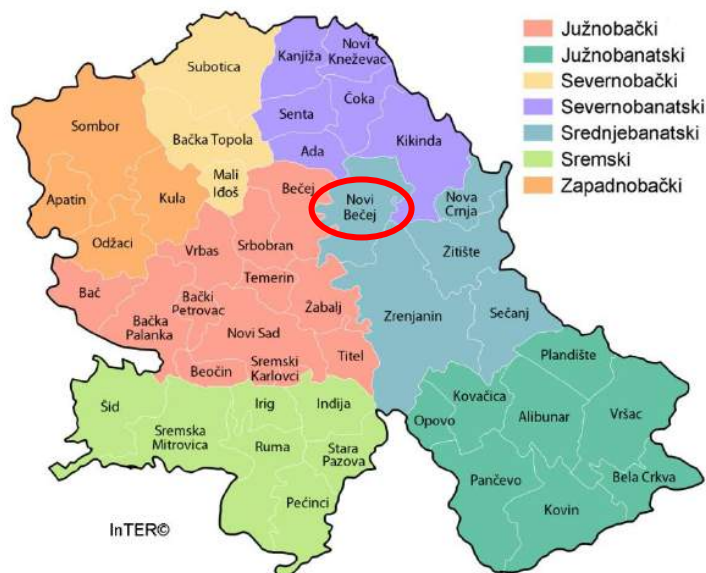 Južnobački
Južnobanatski
Severnobački
Severnobanatski
Srednjebanatski
Sremski
Zapadnobački
Subotica
Kanjiža
Novi
Kneževac
Senta
Čoka
Sombor
Bačka Topola
Ada
Kikinda
Mali
Iđoš
Bečej
Novi
Bečej
Nova
Crnja
Apatin
Kula
Odžaci
Vrbas
Srbobran
Žitište
Temerin
Bač
Bački
Petrovac
Žabalj
Bačka
Palanka
Novi Sad
Zrenjanin
Sečanj
Beočin
Sremski
Karlovci
Titel
Plandište
Šid
Irig
Inđija
Opovo
Kovačica
Alibunar
Vršac
Sremska
Mitrovica
Ruma
Stara
Pazova
Pančevo
Bela Crkva
Pećinci
Kovin
InTER©